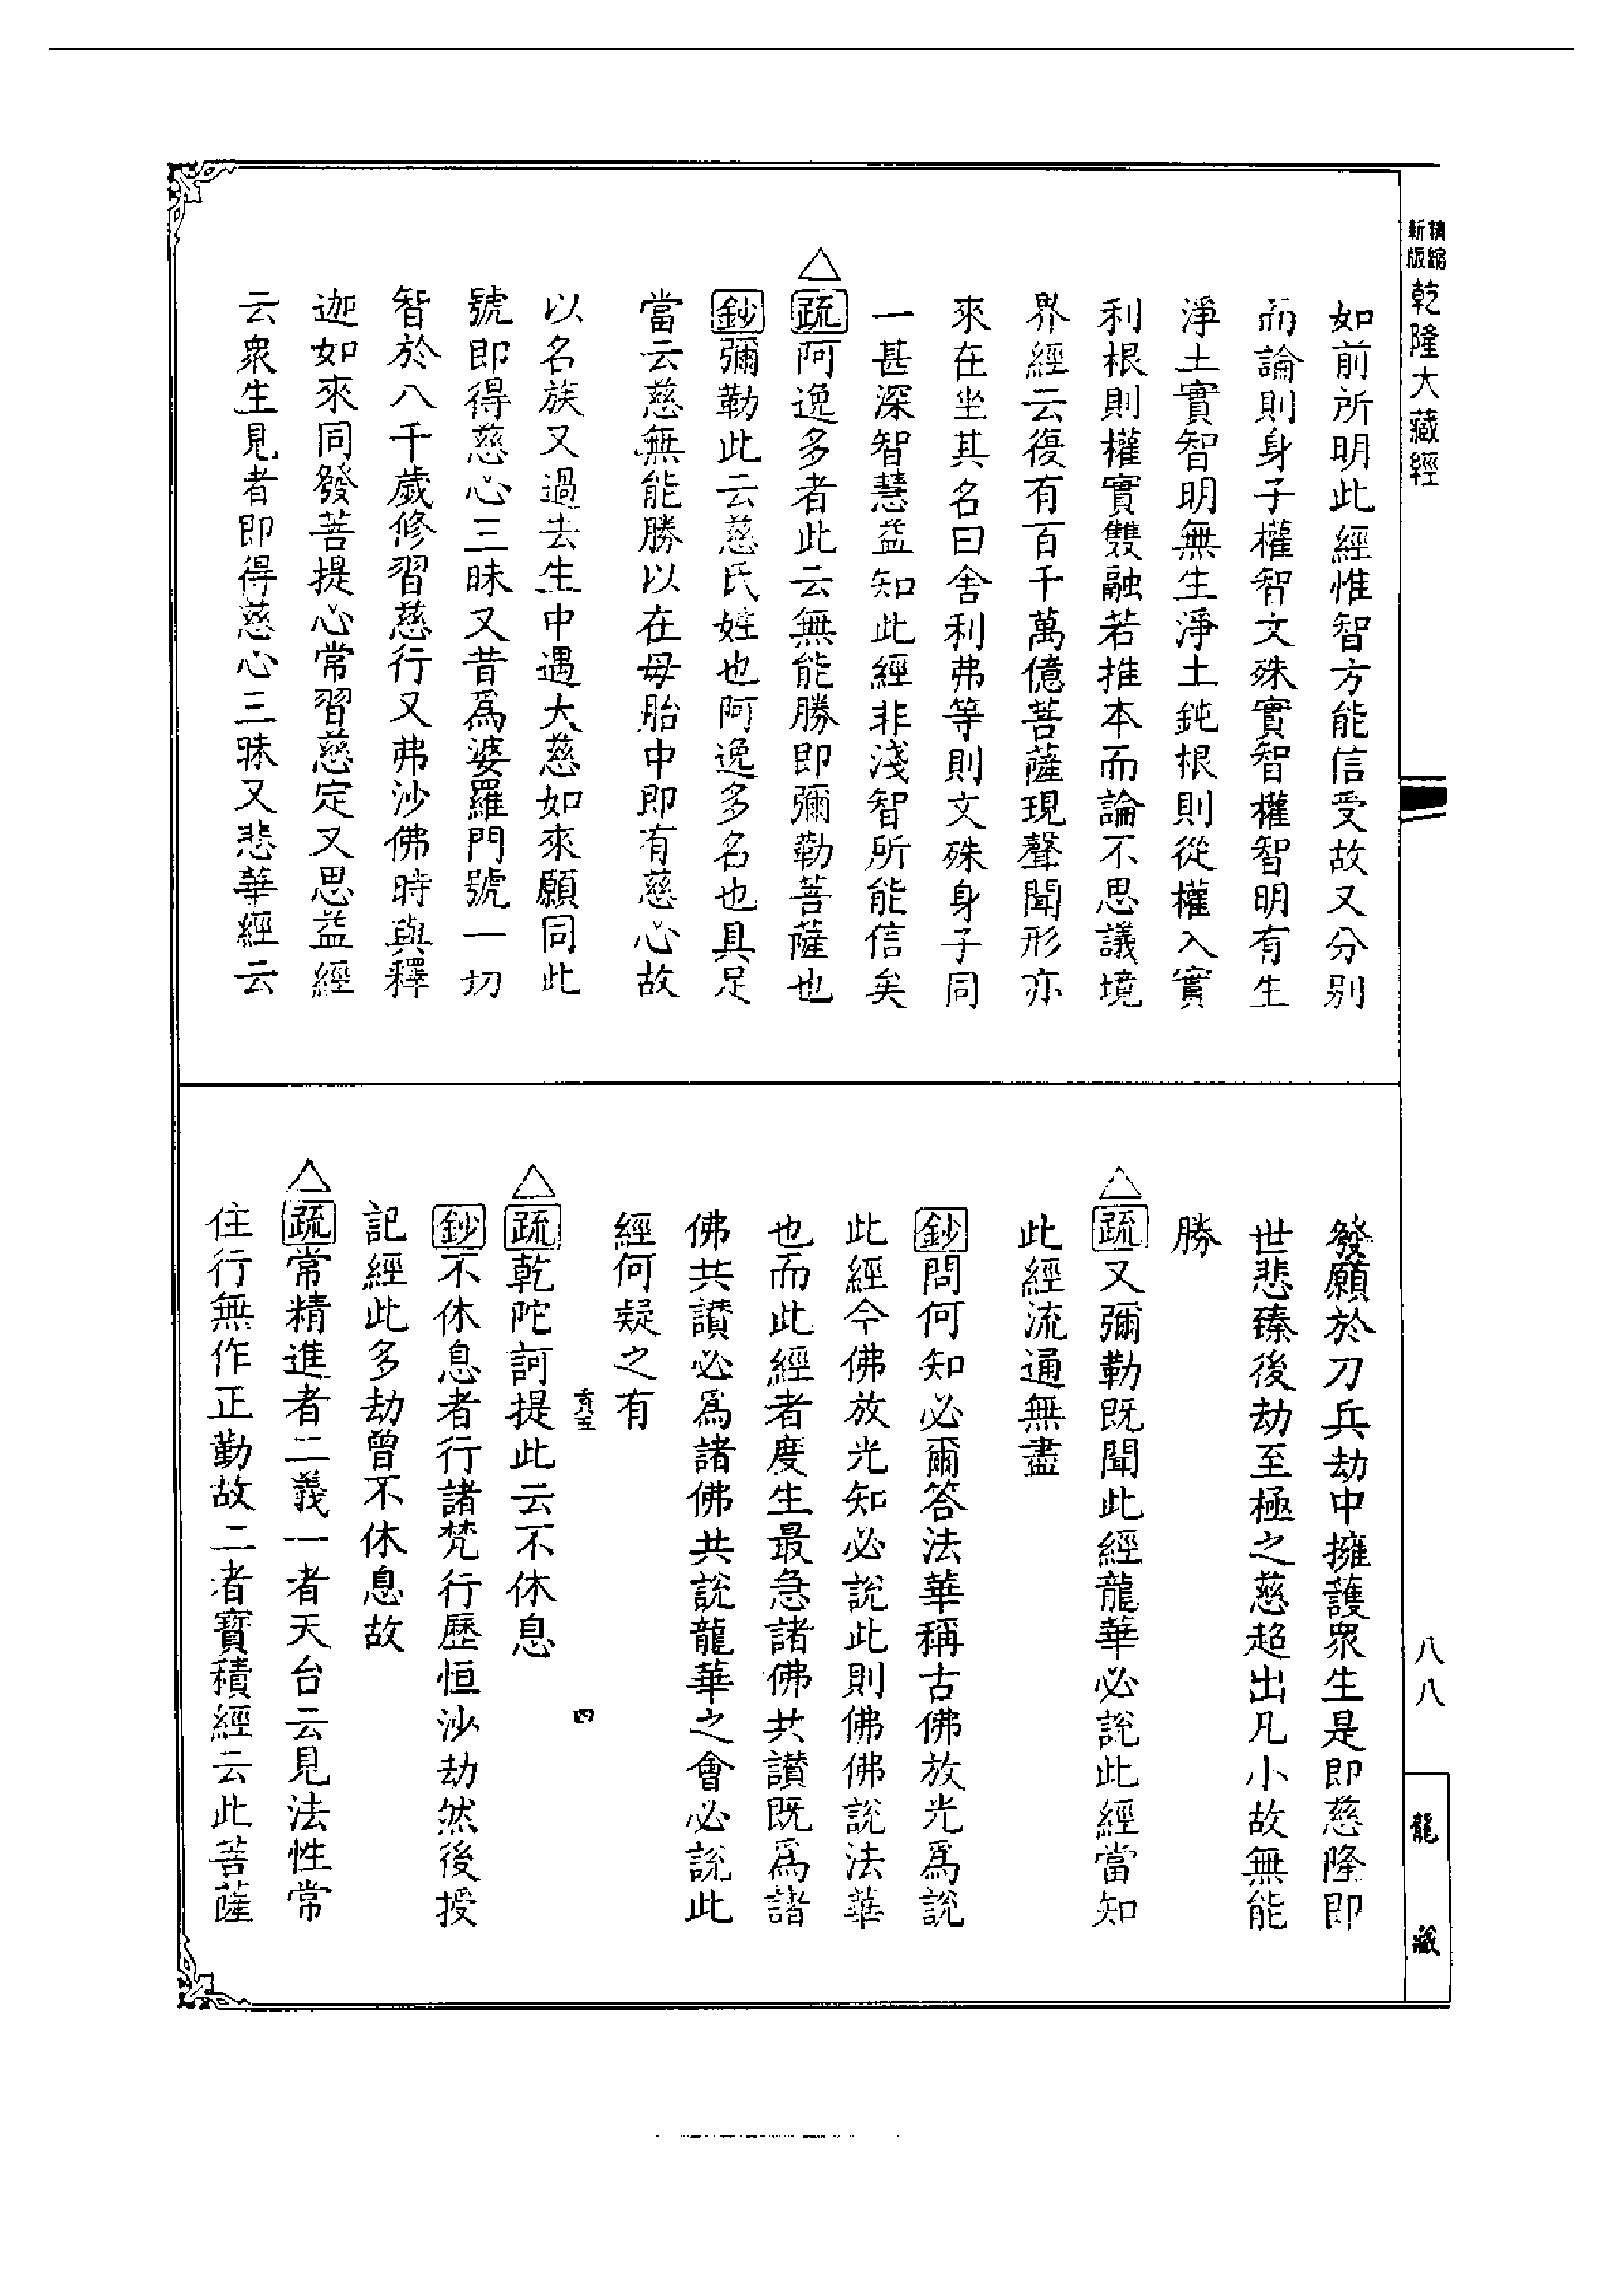 精縮
新版
乾隆大藏經
如前所明此經惟智方能信受故又分別
而論則身子權智文殊實智權智明有生
淨土實智明無生淨土鈍根則從權入實
利根則權實雙融若推本而論不思議境
界經云復有百千萬億菩薩現聲聞形亦
來在坐其名曰舍利弗等則文殊身子同
一甚深智慧益知此經非淺智所能信矣
△疏阿逸多者此云無能勝即彌勒菩薩也
鈔彌勒此云慈氏姓也阿逸多名也具足
當云慈無能勝以在母胎中即有慈心故
以名族又過去生中遇大慈如來願同此
號即得慈心三昧又昔爲婆羅門號一切
智於八千歲修習慈行又弗沙佛時與釋
迦如來同發菩提心常習慈定又思益經
云衆生見者即得慈心三昧又悲華經云
發願於刀兵劫中擁護衆生是即慈隆即
世悲臻後劫至極之慈超出凡小故無能
勝
△疏又彌勒既聞此經龍華必說此經當知
此經流通無盡
鈔問何知必爾答法華稱古佛放光爲說
此經今佛放光知必說此則佛佛說法華
也而此經者度生最急諸佛共讚既爲諸
佛共讚必爲諸佛共說龍華之會必說此
經何疑之有
四
△疏乾陀訶提此云不休息
鈔不休息者行諸梵行歷恒沙劫然後授
記經此多劫曾不休息故
△疏常精進者二義一者天台云見法性常
住行無作正勤故二者寶積經云此菩薩
八八
龍藏